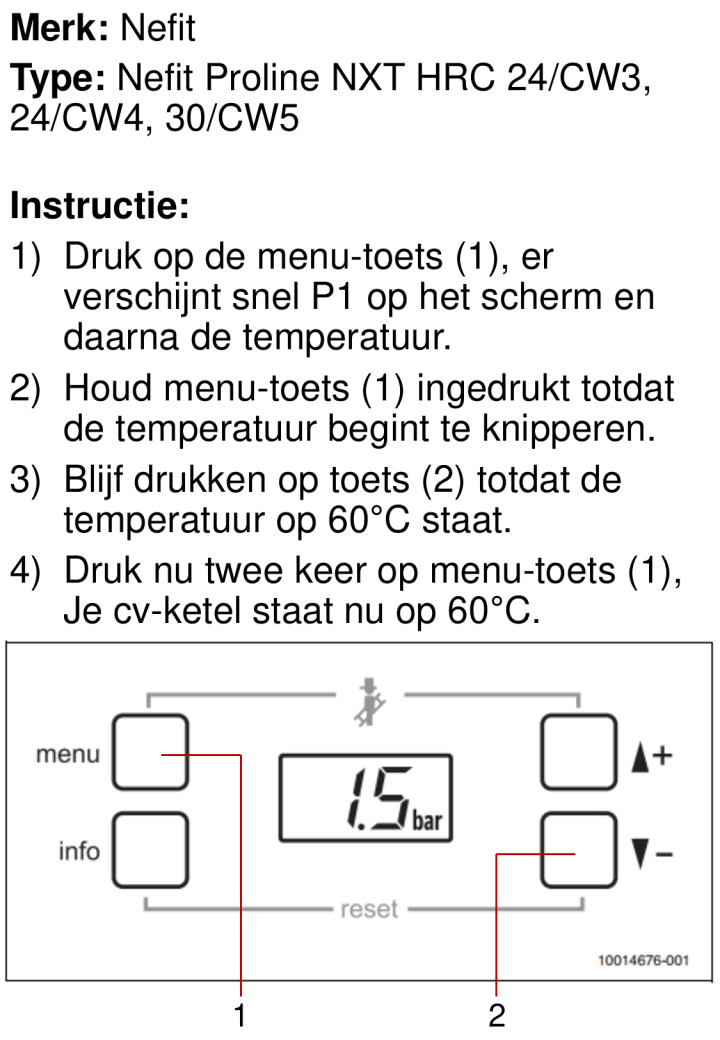 Merk: Nefit
Type: Nefit Proline NXT HRC 24/CW3,
24/CW4, 30/CW5
Instructie:
1) Druk op de menu-toets (1), er
verschijnt snel P1 op het scherm en
daarna de temperatuur.
2) Houd menu-toets (1) ingedrukt totdat
de temperatuur begint te knipperen.
3) Blijf drukken op toets (2) totdat de
temperatuur op 60°C staat.
4) Druk nu twee keer op menu-toets (1),
Je cv-ketel staat nu op 60°C.
menu
▲+
1.5 bar
info
▼−
reset
10014676-001
1 2